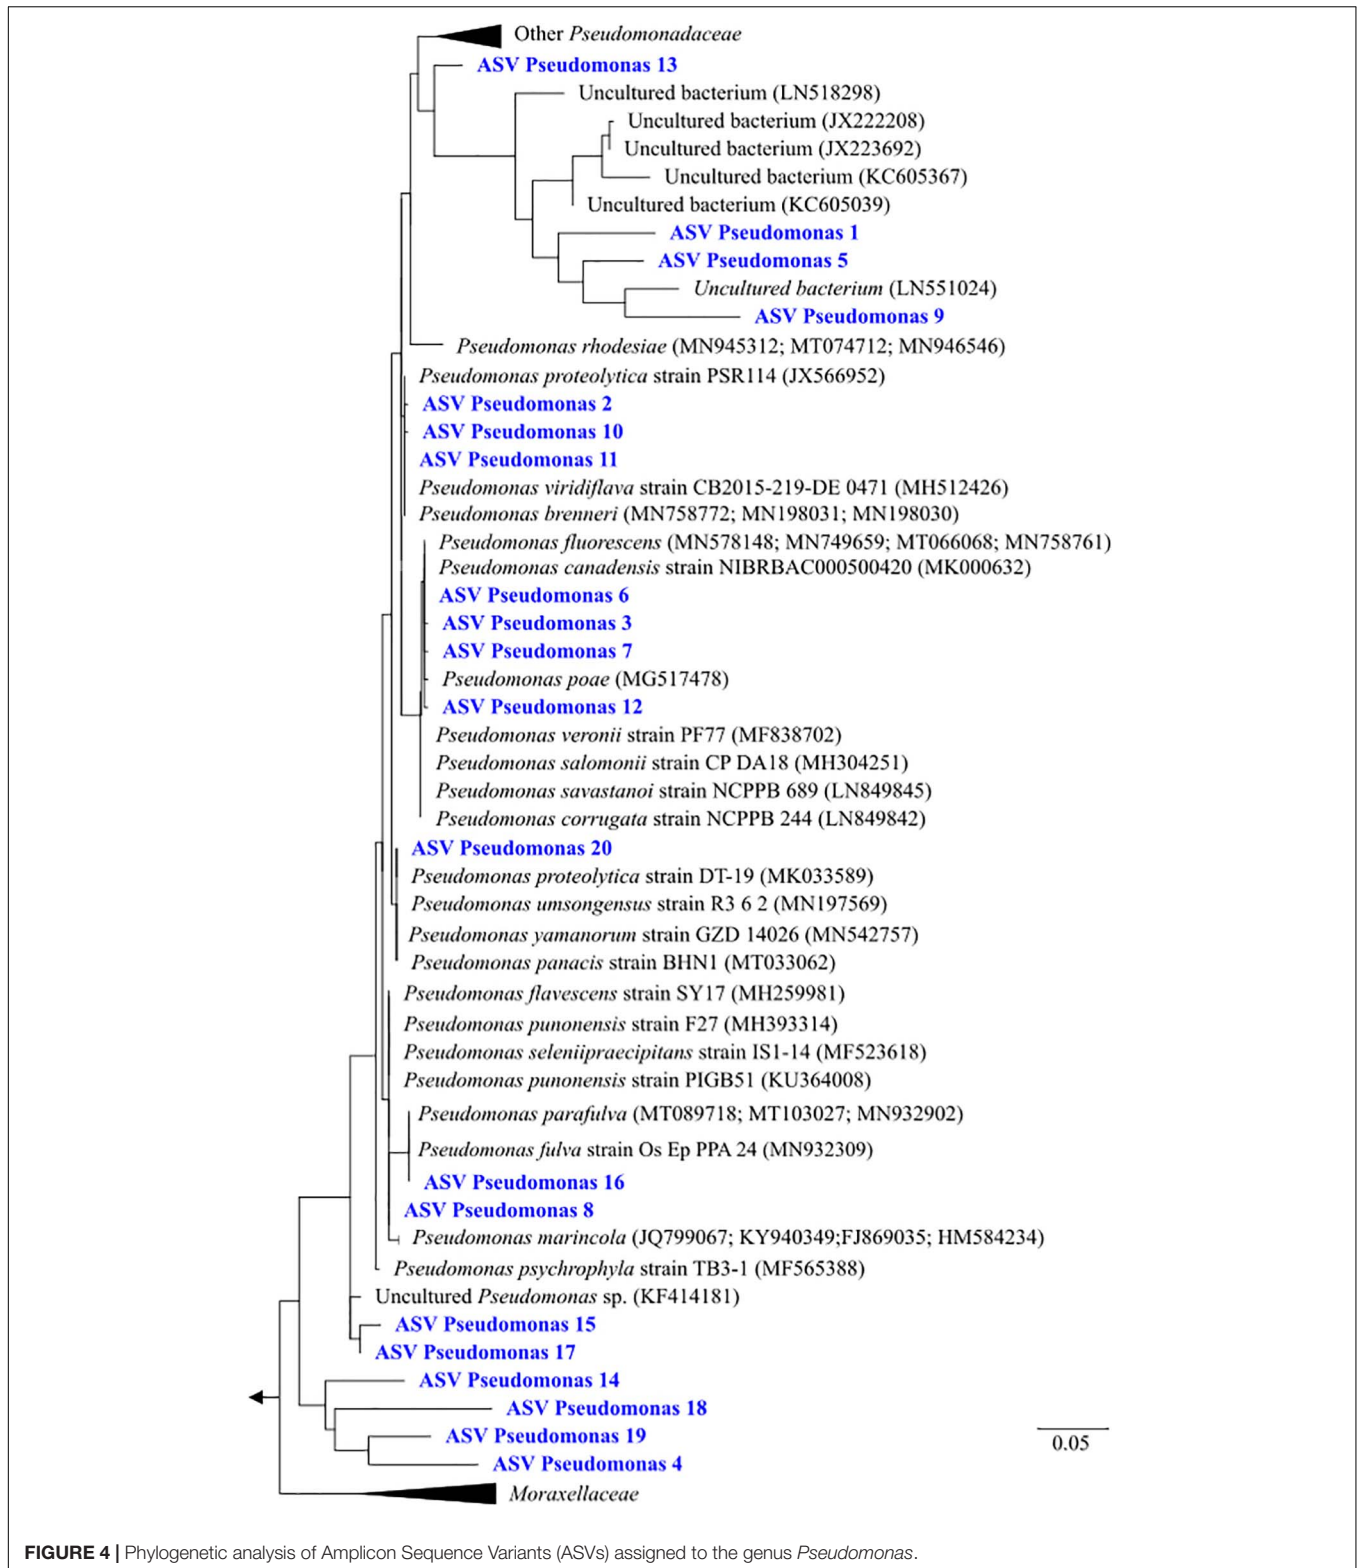 Other Pseudomonadaceae
ASV Pseudomonas 13
Uncultured bacterium (LN518298)
Uncultured bacterium (JX222208)
Uncultured bacterium (JX223692)
Uncultured bacterium (KC605367)
Uncultured bacterium (KC605039)
ASV Pseudomonas 1
ASV Pseudomonas 5
Uncultured bacterium (LN551024)
ASV Pseudomonas 9
Pseudomonas rhodesiae (MN945312; MT074712; MN946546)
Pseudomonas proteolytica strain PSR114 (JX566952)
ASV Pseudomonas 2
ASV Pseudomonas 10
ASV Pseudomonas 11
Pseudomonas viridiflava strain CB2015-219-DE 0471 (MH512426)
Pseudomonas brenneri (MN758772; MN198031; MN198030)
Pseudomonas fluorescens (MN578148; MN749659; MT066068; MN758761)
Pseudomonas canadensis strain NIBRBAC000500420 (MK000632)
ASV Pseudomonas 6
ASV Pseudomonas 3
ASV Pseudomonas 7
Pseudomonas poae (MG517478)
ASV Pseudomonas 12
Pseudomonas veronii strain PF77 (MF838702)
Pseudomonas salomonii strain CP DA18 (MH304251)
Pseudomonas savastanoi strain NCPPB 689 (LN849845)
Pseudomonas corrugata strain NCPPB 244 (LN849842)
ASV Pseudomonas 20
Pseudomonas proteolytica strain DT-19 (MK033589)
Pseudomonas umsongensus strain R3 6 2 (MN197569)
Pseudomonas yamanorum strain GZD 14026 (MN542757)
Pseudomonas panacis strain BHN1 (MT033062)
Pseudomonas flavescens strain SY17 (MH259981)
Pseudomonas punonensis strain F27 (MH393314)
Pseudomonas seleniipraecipitans strain IS1-14 (MF523618)
Pseudomonas punonensis strain PIGB51 (KU364008)
Pseudomonas parafulva (MT089718; MT103027; MN932902)
Pseudomonas fulva strain Os Ep PPA 24 (MN932309)
ASV Pseudomonas 16
ASV Pseudomonas 8
Pseudomonas marincola (JQ799067; KY940349;FJ869035; HM584234)
Pseudomonas psychrophyla strain TB3-1 (MF565388)
Uncultured Pseudomonas sp. (KF414181)
ASV Pseudomonas 15
ASV Pseudomonas 17
ASV Pseudomonas 14
ASV Pseudomonas 18
ASV Pseudomonas 19
0.05
ASV Pseudomonas 4
Moraxellaceae
FIGURE 4 | Phylogenetic analysis of Amplicon Sequence Variants (ASVs) assigned to the genus Pseudomonas.